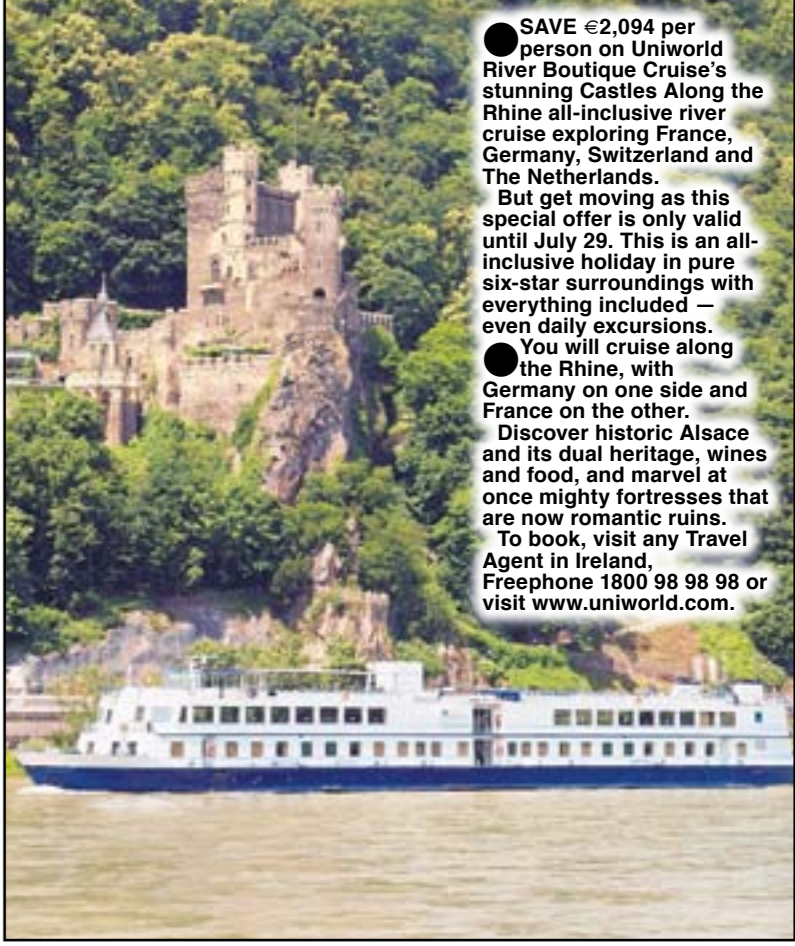 ● SAVE €2,094 per
person on Uniworld
River Boutique Cruise's
stunning Castles Along the
Rhine all-inclusive river
cruise exploring France,
Germany, Switzerland and
The Netherlands.
But get moving as this
special offer is only valid
until July 29. This is an all-
inclusive holiday in pure
six-star surroundings with
everything included —
even daily excursions.
● You will cruise along
the Rhine, with
Germany on one side and
France on the other.
Discover historic Alsace
and its dual heritage, wines
and food, and marvel at
once mighty fortresses that
are now romantic ruins.
To book, visit any Travel
Agent in Ireland,
Freephone 1800 98 98 98 or
visit www.uniworld.com.